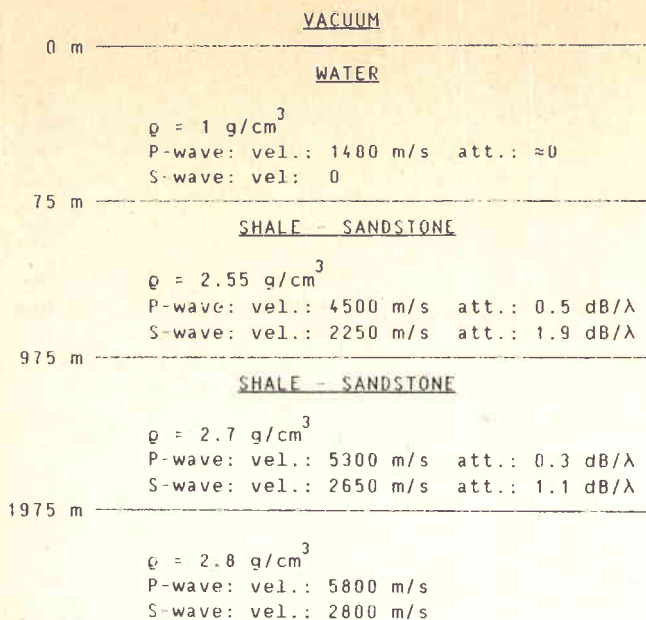 VACUUM
0 m
WATER
ρ = 1 g/cm³
P-wave: vel.: 1480 m/s att.: ≈0
S-wave: vel: 0
75 m
SHALE - SANDSTONE
ρ = 2.55 g/cm³
P-wave: vel.: 4500 m/s att.: 0.5 dB/λ
S-wave: vel.: 2250 m/s att.: 1.9 dB/λ
975 m
SHALE - SANDSTONE
ρ = 2.7 g/cm³
P-wave: vel.: 5300 m/s att.: 0.3 dB/λ
S-wave: vel.: 2650 m/s att.: 1.1 dB/λ
1975 m
ρ = 2.8 g/cm³
P-wave: vel.: 5800 m/s
S-wave: vel.: 2800 m/s